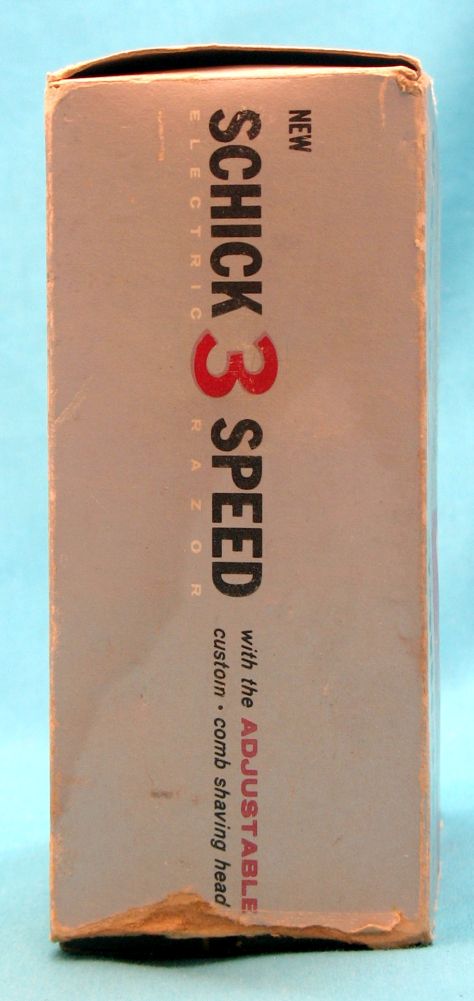 NEW
SCHICK 3 SPEED
ELECTRIC RAZOR
with the ADJUSTABLE
custom • comb shaving head